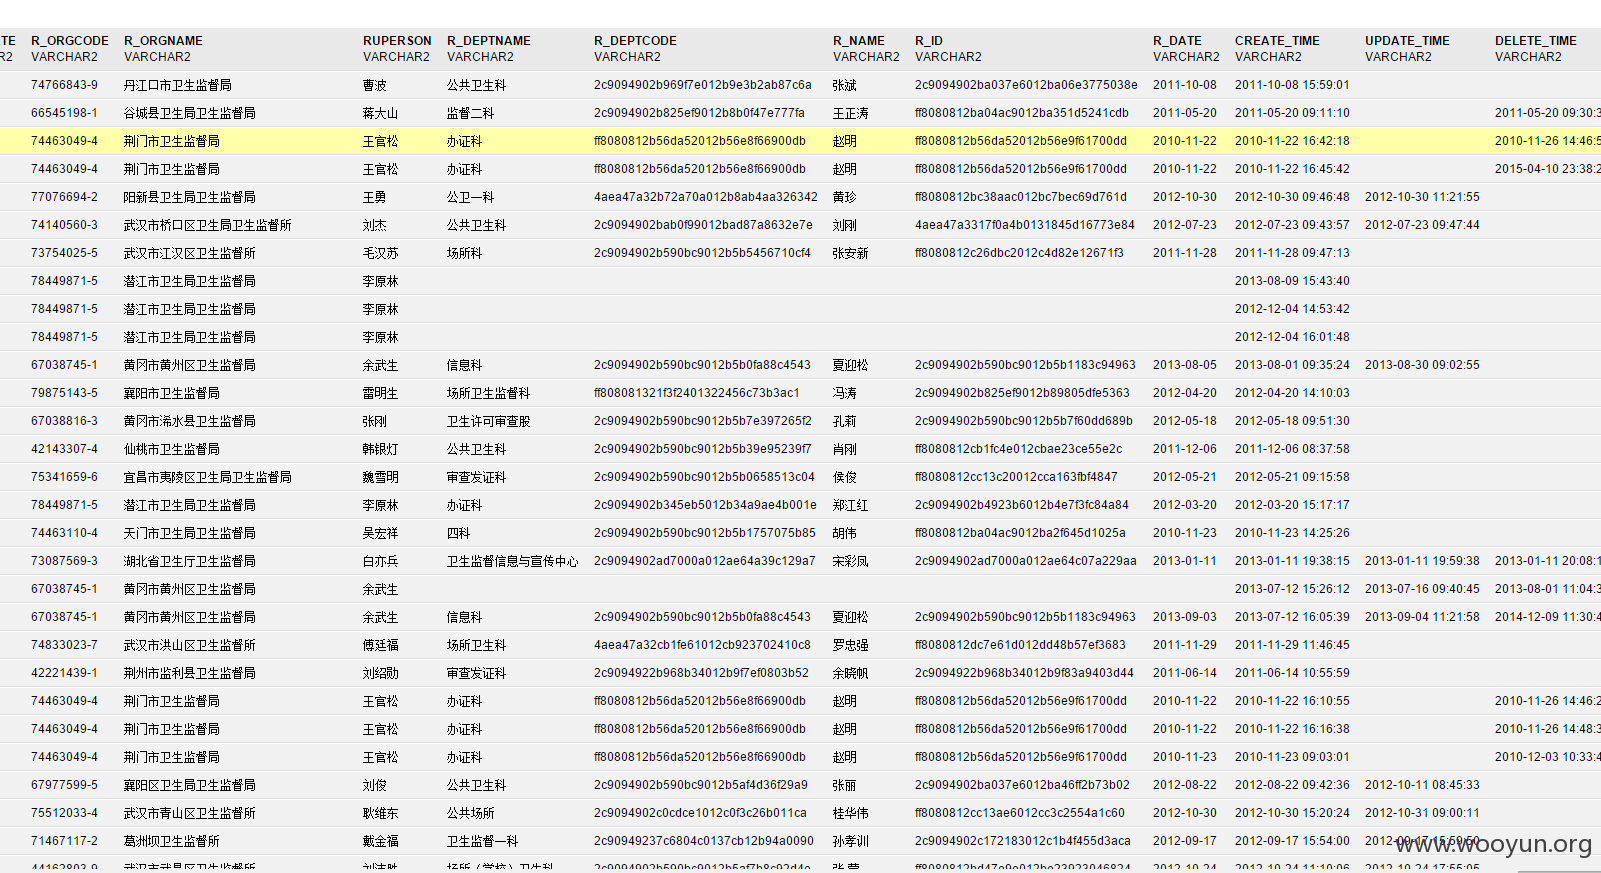 TE R_ORGCODE R_ORGNAME RUPERSON R_DEPTNAME R_DEPTCODE R_NAME R_ID R_DATE CREATE_TIME UPDATE_TIME DELETE_TIME
R2 VARCHAR2 VARCHAR2 VARCHAR2 VARCHAR2 VARCHAR2 VARCHAR2 VARCHAR2 VARCHAR2 VARCHAR2 VARCHAR2 VARCHAR2
74766843-9 丹江口市卫生监督局 曹波 公共卫生科 2c9094902b969f7e012b9e3b2ab87c6a 张斌 2c9094902ba037e6012ba06e3775038e 2011-10-08 2011-10-08 15:59:01
66545198-1 谷城县卫生局卫生监督局 蒋大山 监督二科 2c9094902b825ef9012b8b0f47e777fa 王正涛 ff8080812ba04ac9012ba351d5241cdb 2011-05-20 2011-05-20 09:11:10 2011-05-20 09:30:3
74463049-4 荆门市卫生监督局 王官松 办证科 ff8080812b56da52012b56e8f66900db 赵明 ff8080812b56da52012b56e9f61700dd 2010-11-22 2010-11-22 16:42:18 2010-11-26 14:46:5
74463049-4 荆门市卫生监督局 王官松 办证科 ff8080812b56da52012b56e8f66900db 赵明 ff8080812b56da52012b56e9f61700dd 2010-11-22 2010-11-22 16:45:42 2015-04-10 23:38:2
77076694-2 阳新县卫生局卫生监督局 王勇 公卫一科 4aea47a32b72a70a012b8ab4aa326342 黄珍 ff8080812bc38aac012bc7bec69d761d 2012-10-30 2012-10-30 09:46:48 2012-10-30 11:21:55
74140560-3 武汉市桥口区卫生局卫生监督所 刘杰 公共卫生科 2c9094902bab0f99012bad87a8632e7e 刘刚 4aea47a3317f0a4b0131845d16773e84 2012-07-23 2012-07-23 09:43:57 2012-07-23 09:47:44
73754025-5 武汉市江汉区卫生监督所 毛汉苏 场所科 2c9094902b590bc9012b5b5456710cf4 张安新 ff8080812c26dbc2012c4d82e12671f3 2011-11-28 2011-11-28 09:47:13
78449871-5 潜江市卫生局卫生监督局 李原林 2013-08-09 15:43:40
78449871-5 潜江市卫生局卫生监督局 李原林 2012-12-04 14:53:42
78449871-5 潜江市卫生局卫生监督局 李原林 2012-12-04 16:01:48
67038745-1 黄冈市黄州区卫生监督局 余武生 信息科 2c9094902b590bc9012b5b0fa88c4543 夏迎松 2c9094902b590bc9012b5b1183c94963 2013-08-05 2013-08-01 09:35:24 2013-08-30 09:02:55
79875143-5 襄阳市卫生监督局 雷明生 场所卫生监督科 ff808081321f3f2401322456c73b3ac1 冯涛 2c9094902b825ef9012b89805dfe5363 2012-04-20 2012-04-20 14:10:03
67038816-3 黄冈市浠水县卫生监督局 张刚 卫生许可审查股 2c9094902b590bc9012b5b7e397265f2 孔莉 2c9094902b590bc9012b5b7f60dd689b 2012-05-18 2012-05-18 09:51:30
42143307-4 仙桃市卫生监督局 韩银灯 公共卫生科 2c9094902b590bc9012b5b39e95239f7 肖刚 ff8080812cb1fc4e012cbae23ce55e2c 2011-12-06 2011-12-06 08:37:58
75341659-6 宜昌市夷陵区卫生局卫生监督局 魏雪明 审查发证科 2c9094902b590bc9012b5b0658513c04 侯俊 ff8080812cc13c20012cca163fbf4847 2012-05-21 2012-05-21 09:15:58
78449871-5 潜江市卫生局卫生监督局 李原林 办证科 2c9094902b345eb5012b34a9ae4b001e 郑江红 2c9094902b4923b6012b4e7f3fc84a84 2012-03-20 2012-03-20 15:17:17
74463110-4 天门市卫生局卫生监督局 吴宏祥 四科 2c9094902b590bc9012b5b1757075b85 胡伟 ff8080812ba04ac9012ba2f645d1025a 2010-11-23 2010-11-23 14:25:26
73087569-3 湖北省卫生厅卫生监督局 白亦兵 卫生监督信息与宣传中心 2c9094902ad7000a012ae64a39c129a7 宋彩凤 2c9094902ad7000a012ae64c07a229aa 2013-01-11 2013-01-11 19:38:15 2013-01-11 19:59:38 2013-01-11 20:08:1
67038745-1 黄冈市黄州区卫生监督局 余武生 2013-07-12 15:26:12 2013-07-16 09:40:45 2013-08-01 11:04:3
67038745-1 黄冈市黄州区卫生监督局 余武生 信息科 2c9094902b590bc9012b5b0fa88c4543 夏迎松 2c9094902b590bc9012b5b1183c94963 2013-09-03 2013-07-12 16:05:39 2013-09-04 11:21:58 2014-12-09 11:30:4
74833023-7 武汉市洪山区卫生监督所 傅廷福 场所卫生科 4aea47a32cb1fe61012cb923702410c8 罗忠强 ff8080812dc7e61d012dd48b57ef3683 2011-11-29 2011-11-29 11:46:45
42221439-1 荆州市监利县卫生监督局 刘绍勋 审查发证科 2c9094922b968b34012b9f7ef0803b52 余晓帆 2c9094922b968b34012b9f83a9403d44 2011-06-14 2011-06-14 10:55:59
74463049-4 荆门市卫生监督局 王官松 办证科 ff8080812b56da52012b56e8f66900db 赵明 ff8080812b56da52012b56e9f61700dd 2010-11-22 2010-11-22 16:10:55 2010-11-26 14:46:2
74463049-4 荆门市卫生监督局 王官松 办证科 ff8080812b56da52012b56e8f66900db 赵明 ff8080812b56da52012b56e9f61700dd 2010-11-22 2010-11-22 16:16:38 2010-11-26 14:48:3
74463049-4 荆门市卫生监督局 王官松 办证科 ff8080812b56da52012b56e8f66900db 赵明 ff8080812b56da52012b56e9f61700dd 2010-11-23 2010-11-23 09:03:01 2010-12-03 10:33:4
67977599-5 襄阳区卫生局卫生监督局 刘俊 公共卫生科 2c9094902b590bc9012b5af4d36f29a9 张丽 2c9094902ba037e6012ba46ff2b73b02 2012-08-22 2012-08-22 09:42:36 2012-10-11 08:45:33
75512033-4 武汉市青山区卫生监督所 耿维东 公共场所 2c9094902c0cdce1012c0f3c26b011ca 桂华伟 ff8080812cc13ae6012cc3c2554a1c60 2012-10-30 2012-10-30 15:20:24 2012-10-31 09:00:11
71467117-2 葛洲坝卫生监督所 戴金福 卫生监督一科 2c90949237c6804c0137cb12b94a0090 孙孝训 2c9094902c172183012c1b4f455d3aca 2012-09-17 2012-09-17 15:54:00 2012-09-17 15:59:50
www.wooyun.org